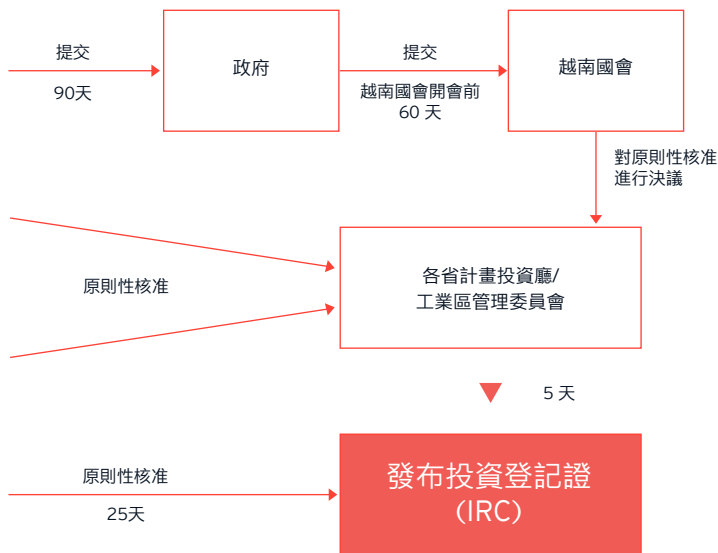 提交
90天
政府
提交
越南國會開會前
60 天
越南國會
對原則性核准
進行決議
原則性核准
各省計畫投資廳/
工業區管理委員會
5 天
原則性核准
25天
發布投資登記證
(IRC)